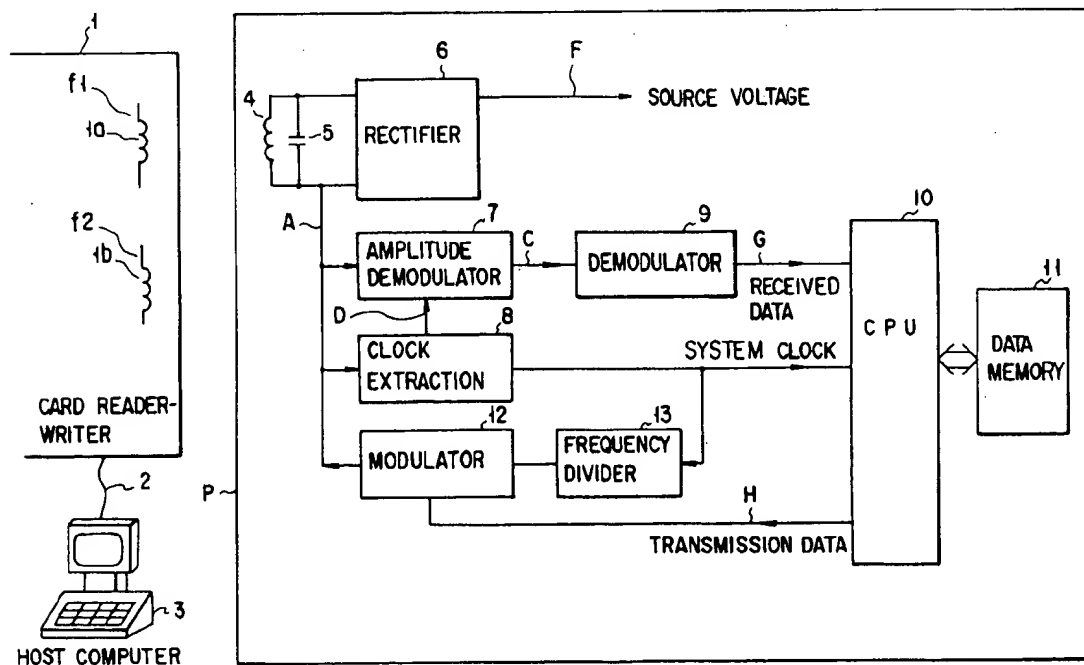 1
f1
1a
f2
1b
CARD READER-
WRITER
2
3
HOST COMPUTER
P
4
5
6
RECTIFIER
F
SOURCE VOLTAGE
A
7
AMPLITUDE
DEMODULATOR
C
9
DEMODULATOR
G
RECEIVED
DATA
10
CPU
11
DATA
MEMORY
D
8
CLOCK
EXTRACTION
SYSTEM CLOCK
12
MODULATOR
13
FREQUENCY
DIVIDER
H
TRANSMISSION DATA